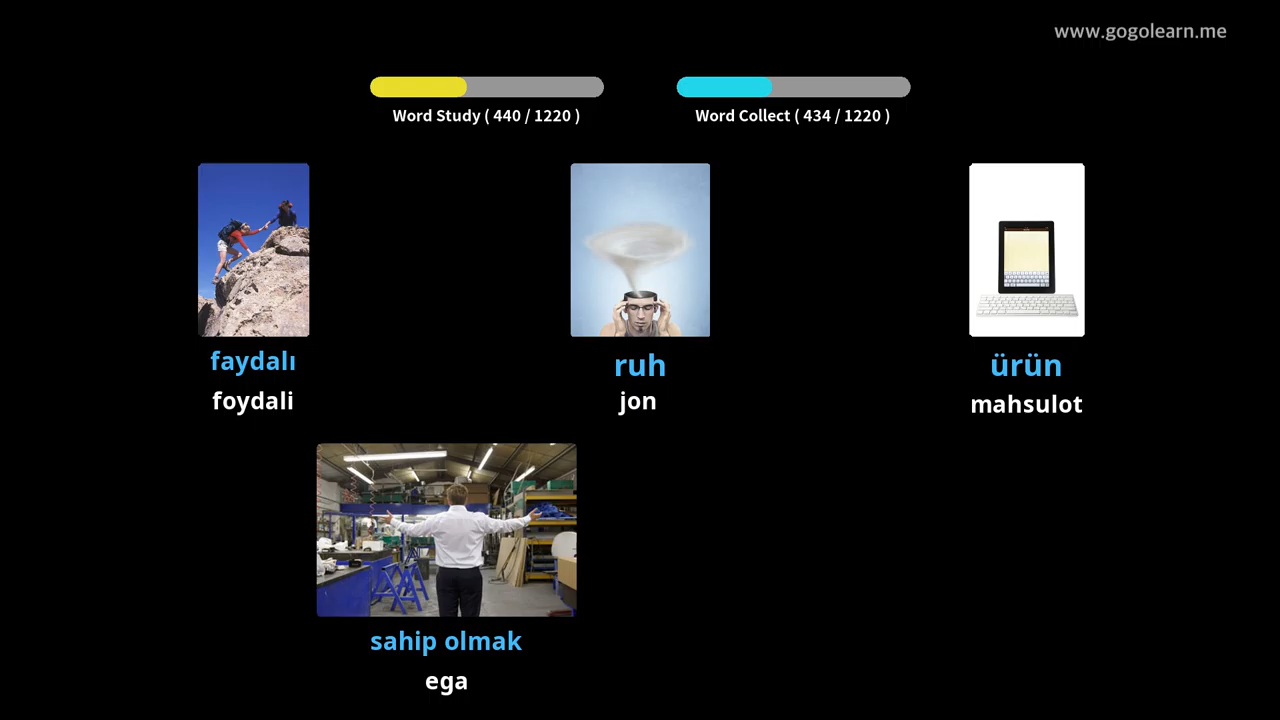 www.gogolearn.me
Word Study ( 440 / 1220 )
Word Collect ( 434 / 1220 )
faydalı
foydali
ruh
jon
ürün
mahsulot
sahip olmak
ega